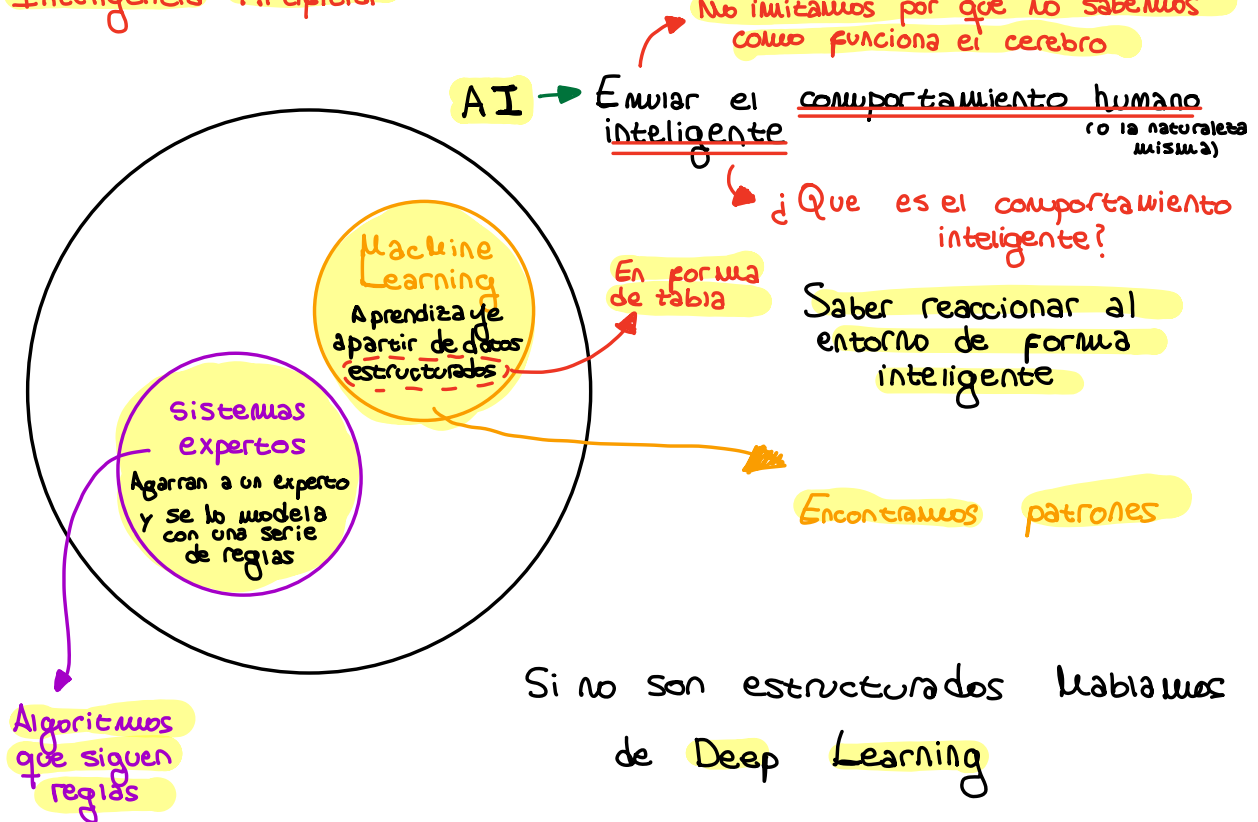 Inteligencia Artificial
No imitamos por que no sabemos
como funciona el cerebro
AI
Emular el comportamiento humano
inteligente
(o la naturaleza
misma)
¿Que es el comportamiento
inteligente?
Saber reaccionar al
entorno de forma
inteligente
Machine
Learning
Aprendizaje
apartir de datos
estructurados
En forma
de tabla
Encontramos patrones
Sistemas
expertos
Agarran a un experto
y se lo modela
con una serie
de reglas
Algoritmos
que siguen
reglas
Si no son estructurados hablamos
de Deep Learning